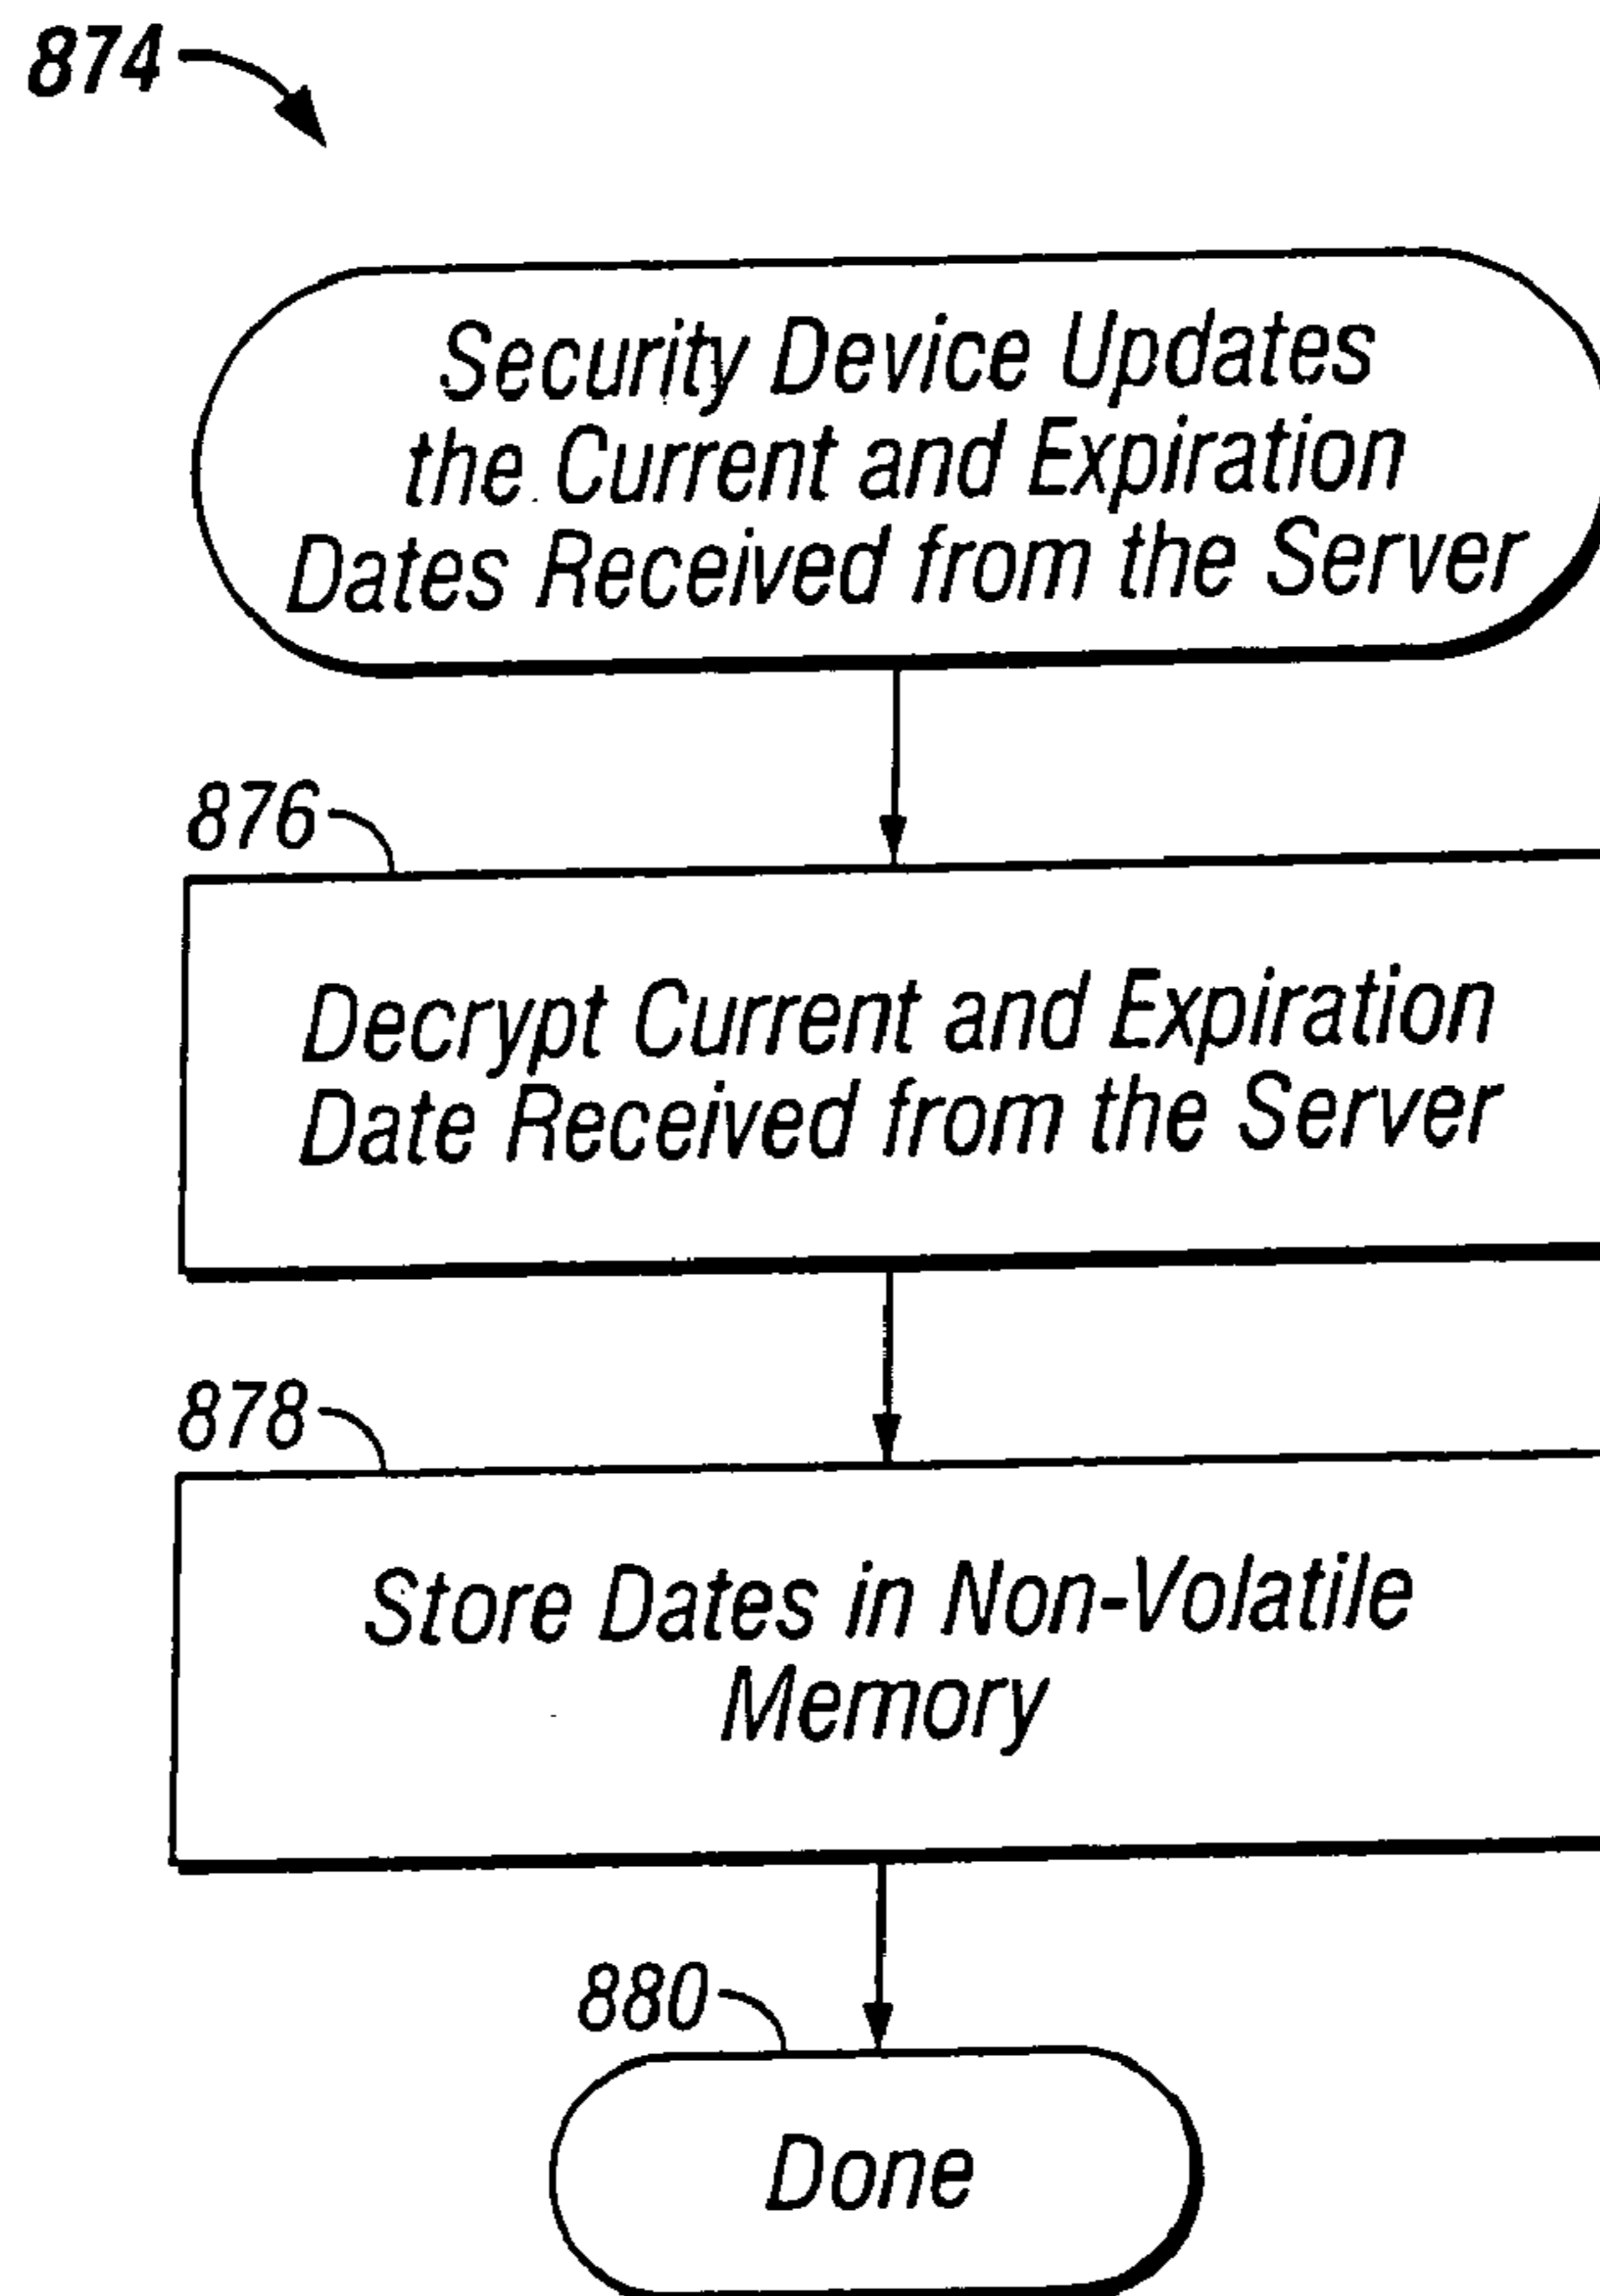 874
Security Device Updates
the Current and Expiration
Dates Received from the Server
876
Decrypt Current and Expiration
Date Received from the Server
878
Store Dates in Non-Volatile
Memory
880
Done